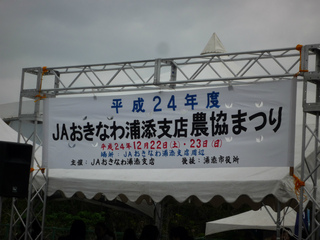 平成24年度
JAおきなわ浦添支店農協まつり
平成24年12月22日(土)・23日(日)
場所:JAおきなわ浦添支店周辺
主催:JAおきなわ浦添支店 後援:浦添市役所